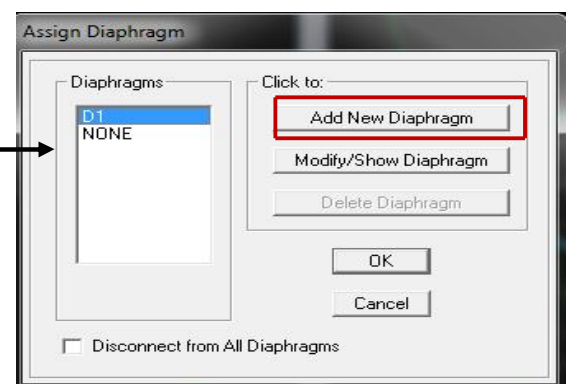 Assign Diaphragm
Diaphragms
D1
NONE
Click to:
Add New Diaphragm
Modify/Show Diaphragm
Delete Diaphragm
OK
Cancel
Disconnect from All Diaphragms